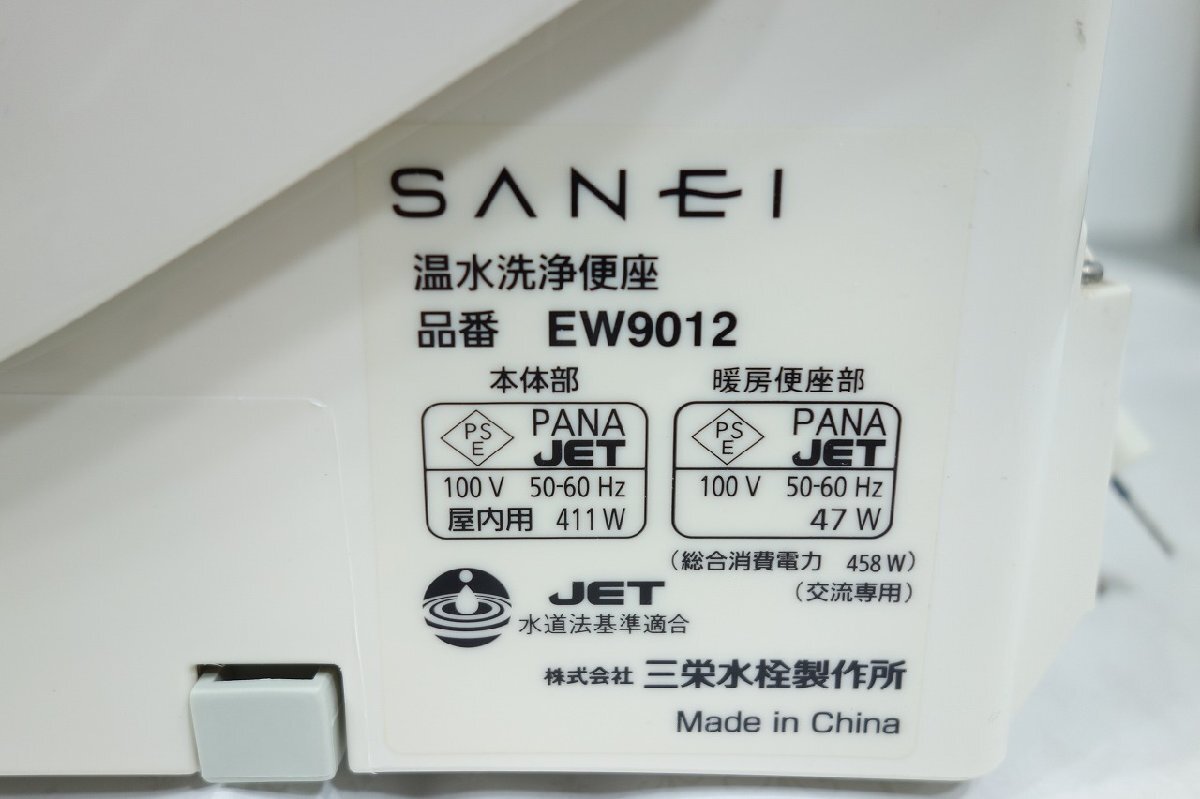 SANEI
温水洗浄便座
品番 EW9012
本体部 暖房便座部
PS E PANA JET PS E PANA JET
100 V 50-60 Hz 100 V 50-60 Hz
屋内用 411 W 47 W
（総合消費電力 458 W）
（交流専用）
JET
水道法基準適合
株式会社 三栄水栓製作所
Made in China